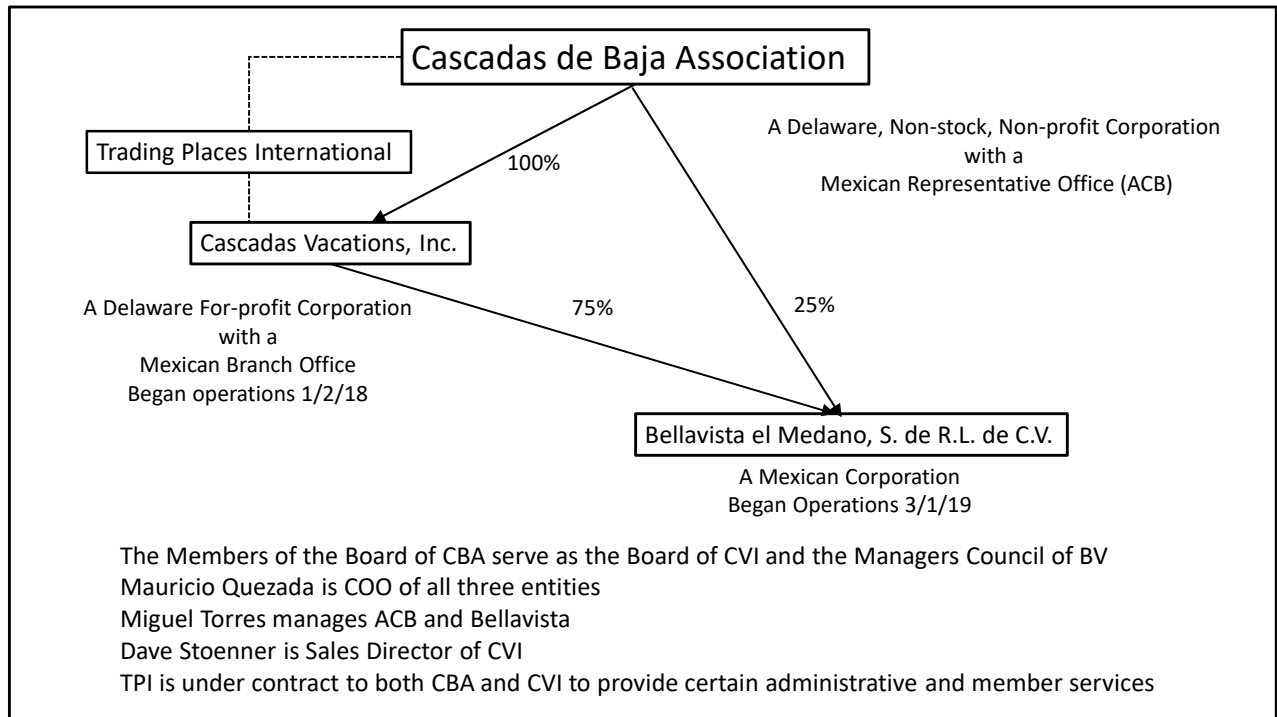 Cascadas de Baja Association
A Delaware, Non-stock, Non-profit Corporation
with a
Mexican Representative Office (ACB)
Trading Places International
100%
Cascadas Vacations, Inc.
A Delaware For-profit Corporation
with a
Mexican Branch Office
Began operations 1/2/18
75%
25%
Bellavista el Medano, S. de R.L. de C.V.
A Mexican Corporation
Began Operations 3/1/19
The Members of the Board of CBA serve as the Board of CVI and the Managers Council of BV
Mauricio Quezada is COO of all three entities
Miguel Torres manages ACB and Bellavista
Dave Stoenner is Sales Director of CVI
TPI is under contract to both CBA and CVI to provide certain administrative and member services